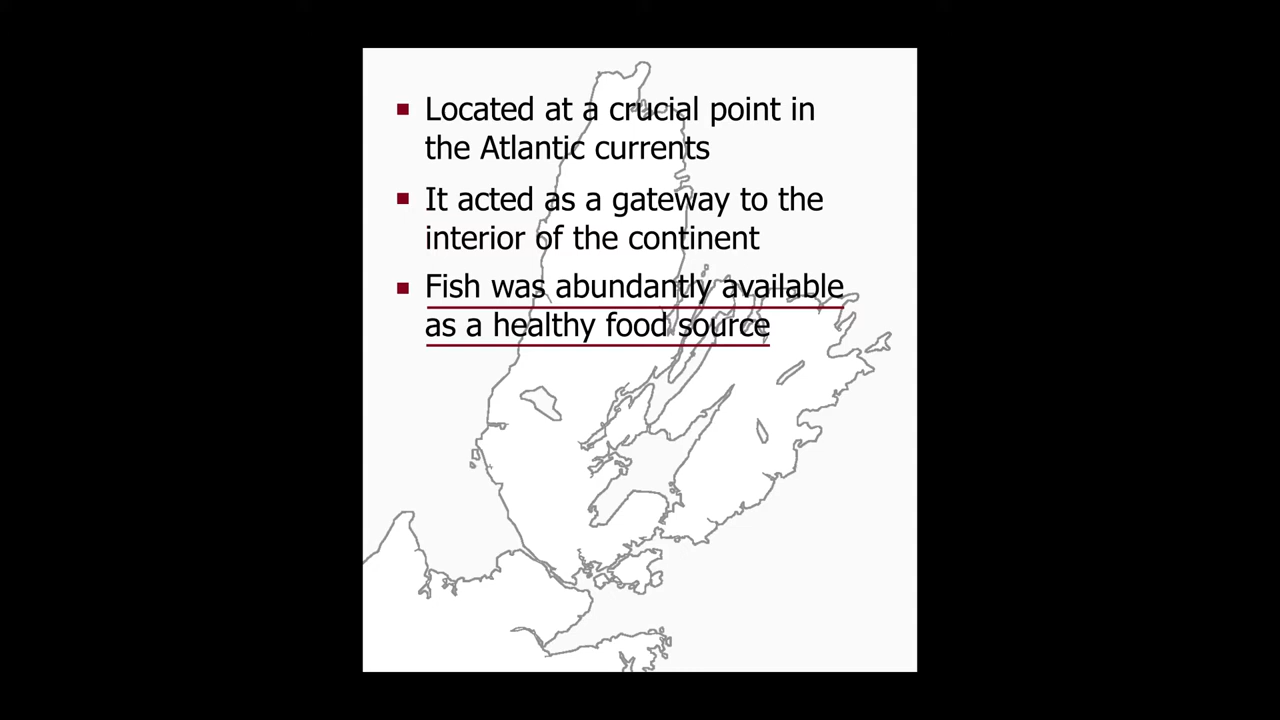 Located at a crucial point in
the Atlantic currents
It acted as a gateway to the
interior of the continent
Fish was abundantly available
as a healthy food source